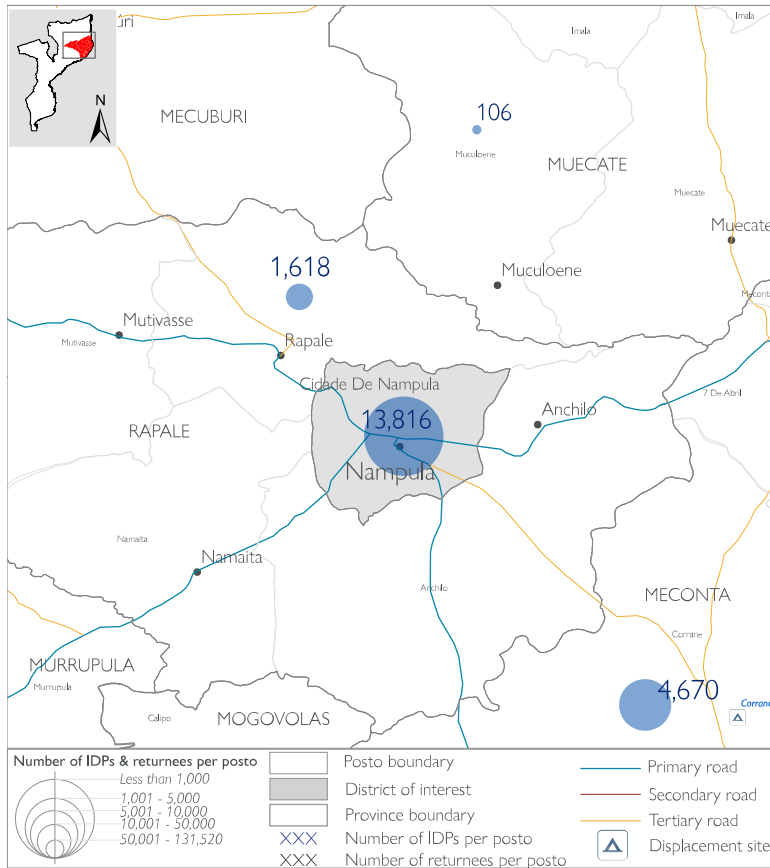 uri
Imala
Imala
N
MECUBURI
106
Muculoene
MUECATE
Muecate
Muecate
1,618
Muculoene
Meconta
Mutivasse
Mutivasse
Rapale
Cidade De Nampula
7 De Abril
13,816
Anchilo
RAPALE
Nampula
Namaita
Namaita
Anchilo
MECONTA
Corrane
MURRUPULA
Murrupula
4,670
Corrane
Calipo
MOGOVOLAS
Number of IDPs & returnees per posto
Less than 1,000
1,001 - 5,000
5,001 - 10,000
10,001 - 50,000
50,001 - 131,520
Posto boundary
District of interest
Province boundary
XXX Number of IDPs per posto
XXX Number of returnees per posto
Primary road
Secondary road
Tertiary road
Displacement site